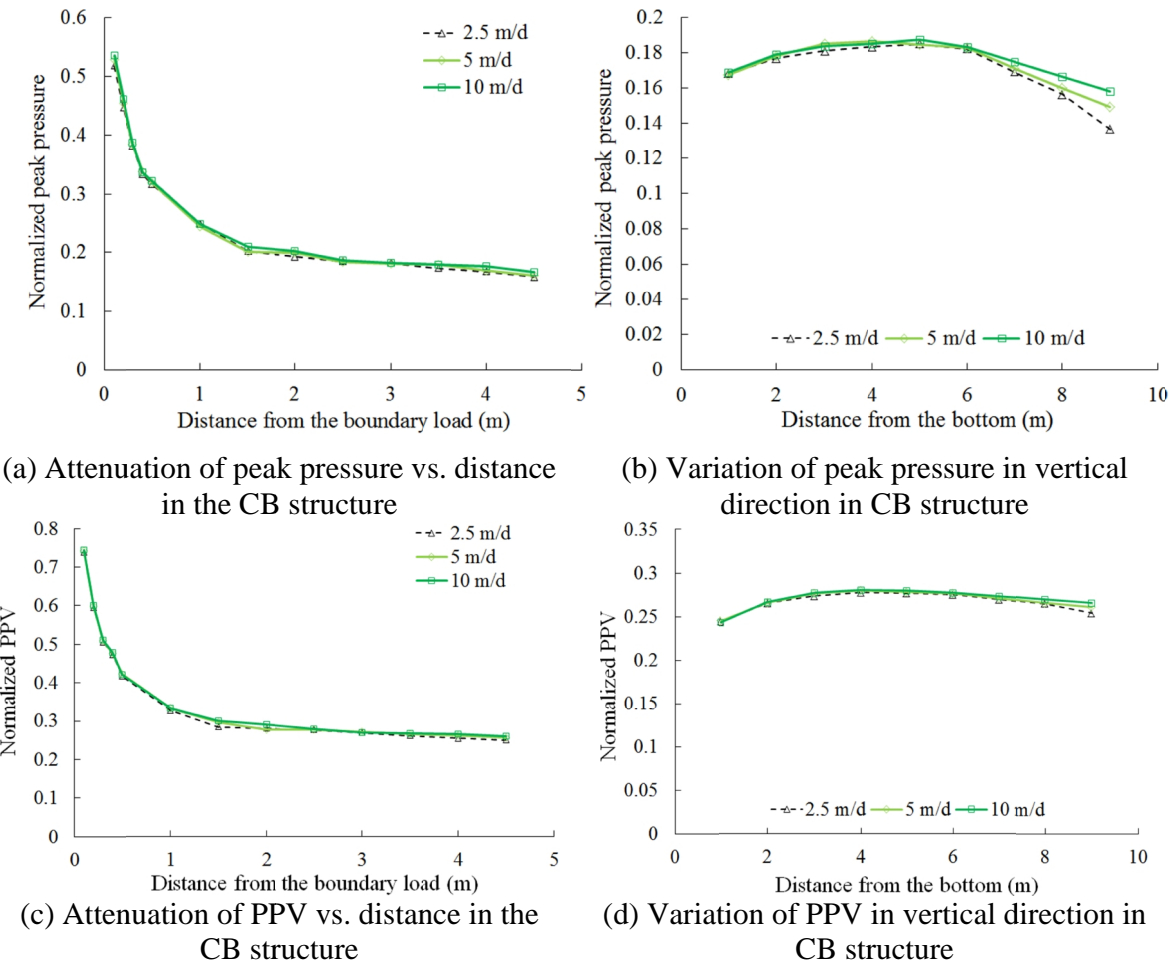 0.6
0.5
0.4
0.3
0.2
0.1
0
0 1 2 3 4 5
Normalized peak pressure
Distance from the boundary load (m)
2.5 m/d
5 m/d
10 m/d
(a) Attenuation of peak pressure vs. distance
in the CB structure
0.2
0.18
0.16
0.14
0.12
0.1
0.08
0.06
0.04
0.02
0
0 2 4 6 8 10
Normalized peak pressure
Distance from the bottom (m)
2.5 m/d 5 m/d 10 m/d
(b) Variation of peak pressure in vertical
direction in CB structure
0.8
0.7
0.6
0.5
0.4
0.3
0.2
0.1
0
0 1 2 3 4 5
Normalized PPV
Distance from the boundary load (m)
2.5 m/d
5 m/d
10 m/d
(c) Attenuation of PPV vs. distance in the
CB structure
0.35
0.3
0.25
0.2
0.15
0.1
0.05
0
0 2 4 6 8 10
Normalized PPV
Distance from the bottom (m)
2.5 m/d 5 m/d 10 m/d
(d) Variation of PPV in vertical direction in
CB structure